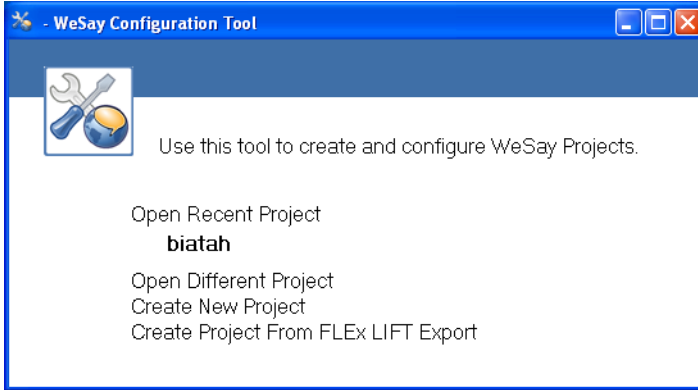 - WeSay Configuration Tool
Use this tool to create and configure WeSay Projects.
Open Recent Project
biatah
Open Different Project
Create New Project
Create Project From FLEx LIFT Export